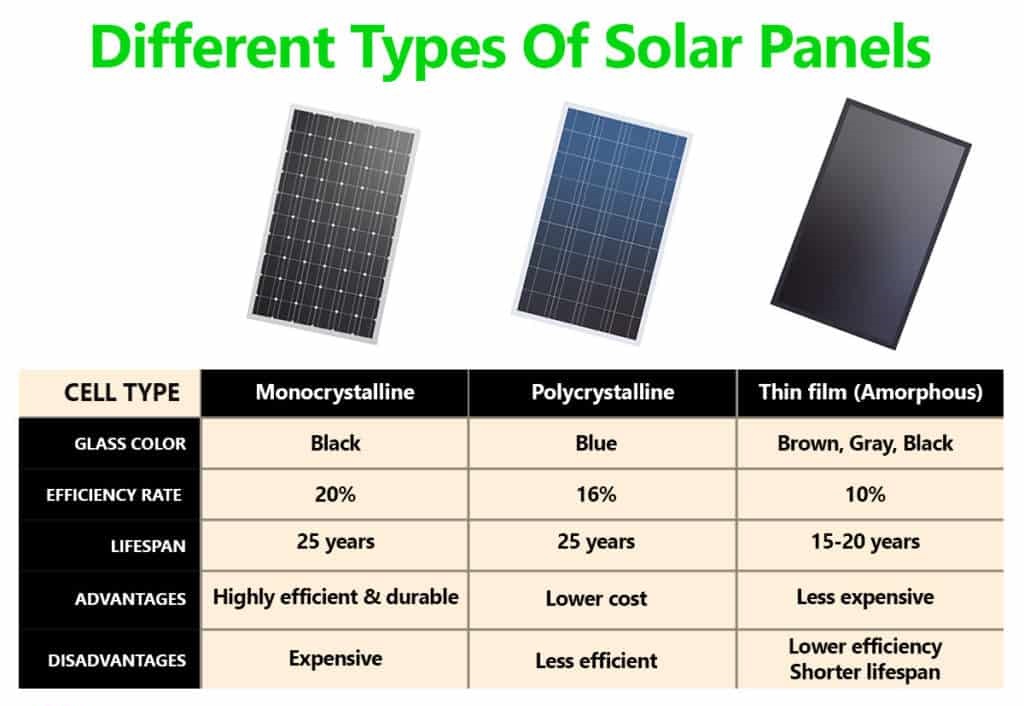 Different Types Of Solar Panels
CELL TYPE Monocrystalline Polycrystalline Thin film (Amorphous)
GLASS COLOR Black Blue Brown, Gray, Black
EFFICIENCY RATE 20% 16% 10%
LIFESPAN 25 years 25 years 15-20 years
ADVANTAGES Highly efficient & durable Lower cost Less expensive
DISADVANTAGES Expensive Less efficient Lower efficiency
Shorter lifespan